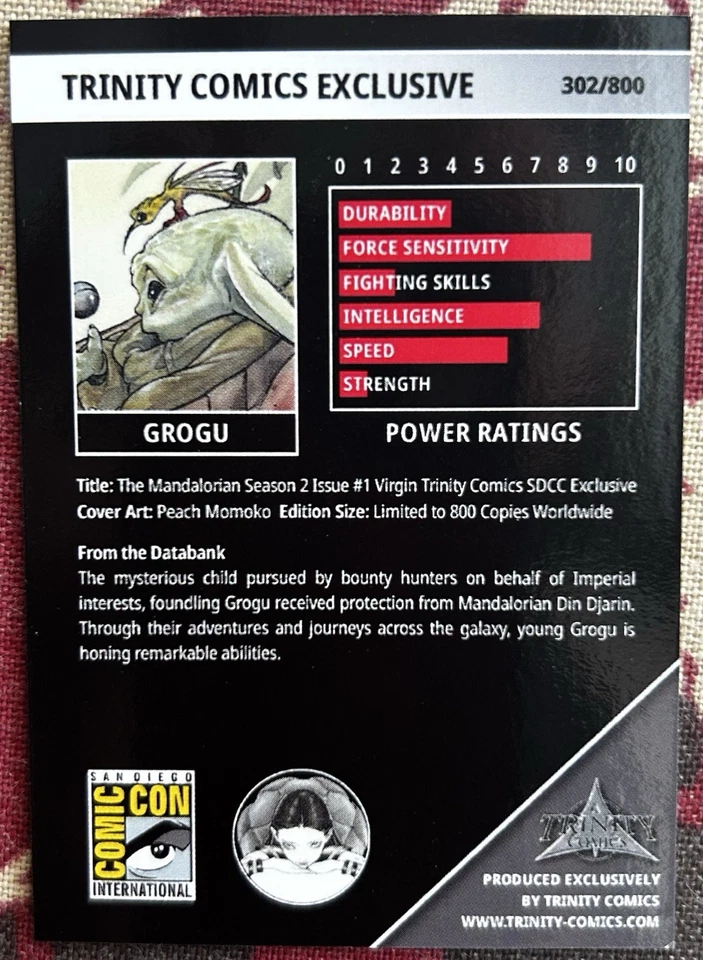 TRINITY COMICS EXCLUSIVE 302/800
0 1 2 3 4 5 6 7 8 9 10
DURABILITY
FORCE SENSITIVITY
FIGHTING SKILLS
INTELLIGENCE
SPEED
STRENGTH
GROGU
POWER RATINGS
Title: The Mandalorian Season 2 Issue #1 Virgin Trinity Comics SDCC Exclusive
Cover Art: Peach Momoko Edition Size: Limited to 800 Copies Worldwide
From the Databank
The mysterious child pursued by bounty hunters on behalf of Imperial
interests, foundling Grogu received protection from Mandalorian Din Djarin.
Through their adventures and journeys across the galaxy, young Grogu is
honing remarkable abilities.
SAN DIEGO
COMIC CON
INTERNATIONAL
TRINITY
COMICS
PRODUCED EXCLUSIVELY
BY TRINITY COMICS
WWW.TRINITY-COMICS.COM